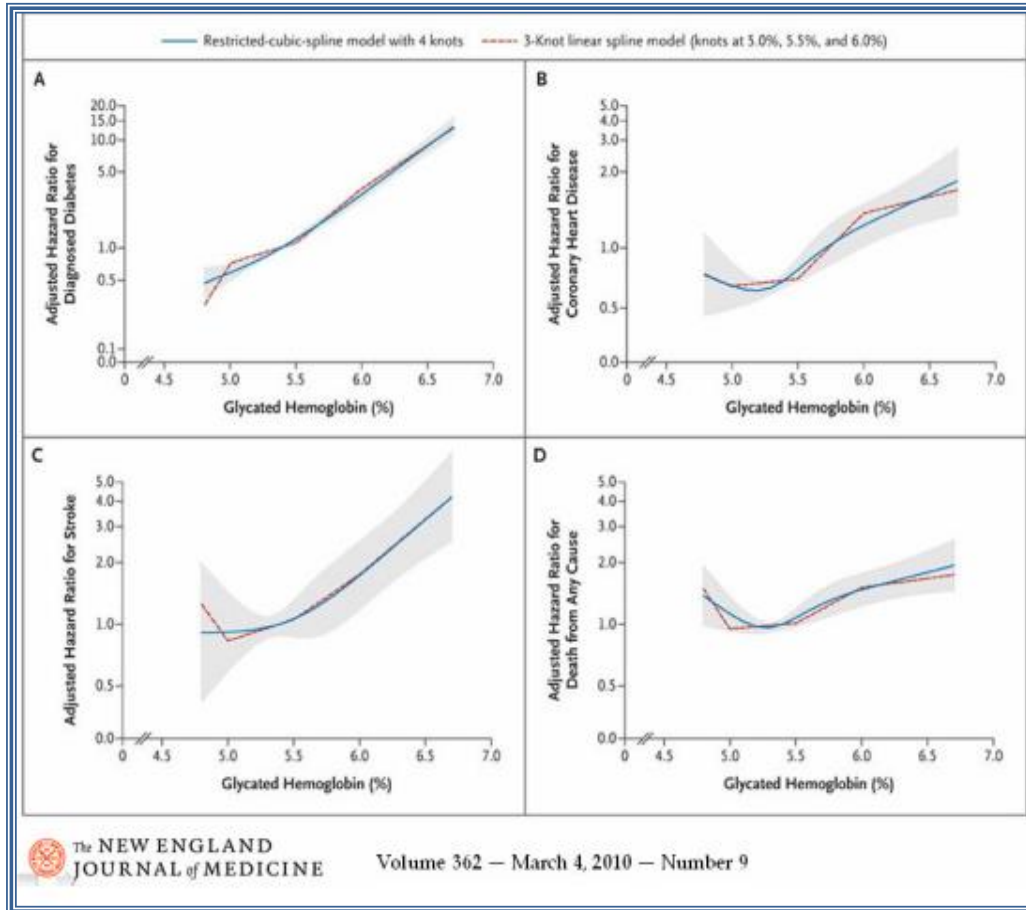 Restricted-cubic-spline model with 4 knots 3-Knot linear spline model (knots at 5.0%, 5.5%, and 6.0%)
A
Adjusted Hazard Ratio for
Diagnosed Diabetes
20.0
15.0
10.0
5.0
1.0
0.5
0.1
0.0
0 4.5 5.0 5.5 6.0 6.5 7.0
Glycated Hemoglobin (%)
B
Adjusted Hazard Ratio for
Coronary Heart Disease
5.0
4.0
3.0
2.0
1.0
0.5
0.0
0 4.5 5.0 5.5 6.0 6.5 7.0
Glycated Hemoglobin (%)
C
Adjusted Hazard Ratio for Stroke
5.0
4.0
3.0
2.0
1.0
0.5
0.0
0 4.5 5.0 5.5 6.0 6.5 7.0
Glycated Hemoglobin (%)
D
Adjusted Hazard Ratio for
Death from Any Cause
5.0
4.0
3.0
2.0
1.0
0.5
0.0
0 4.5 5.0 5.5 6.0 6.5 7.0
Glycated Hemoglobin (%)
The NEW ENGLAND
JOURNAL of MEDICINE
Volume 362 — March 4, 2010 — Number 9